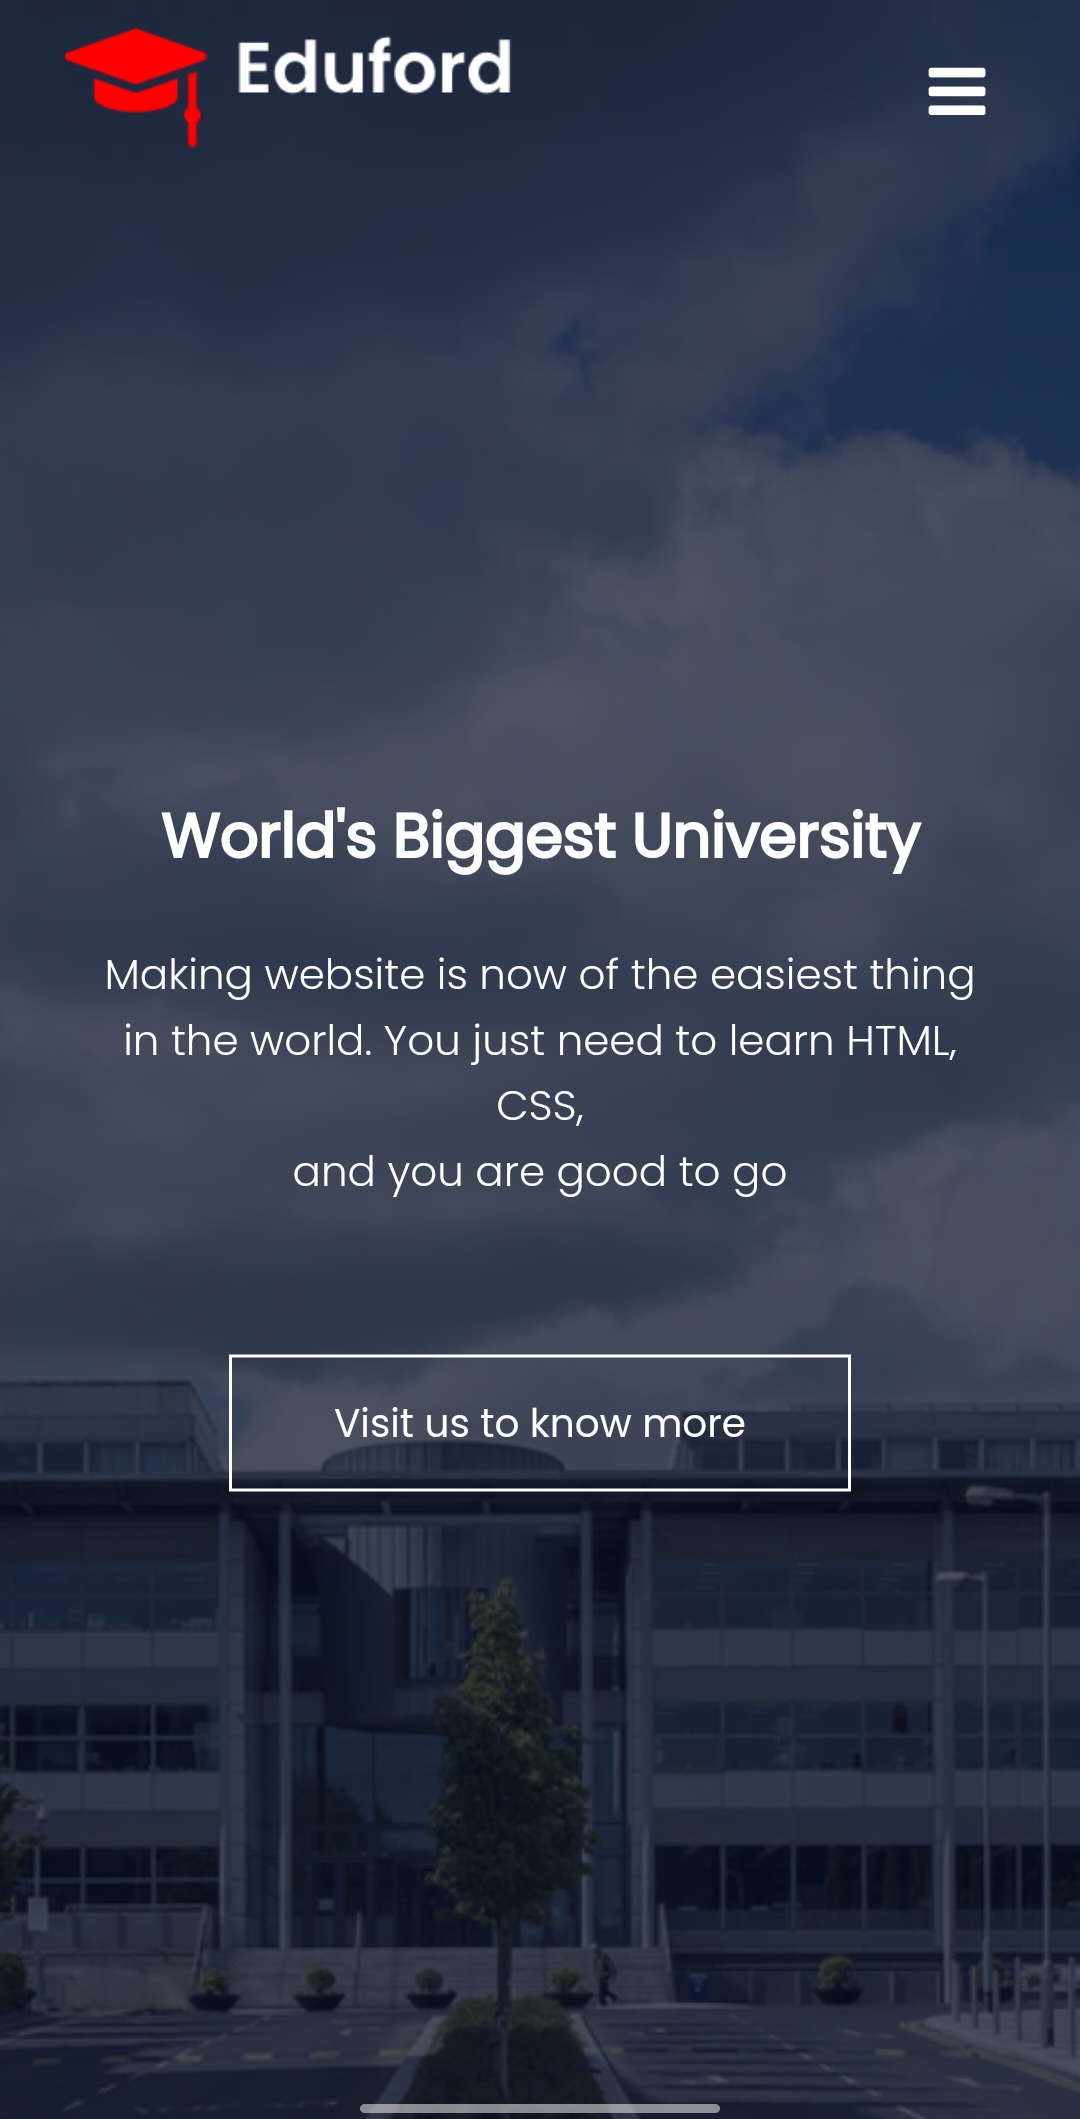 Eduford
World's Biggest University
Making website is now of the easiest thing
in the world. You just need to learn HTML,
CSS,
and you are good to go
Visit us to know more